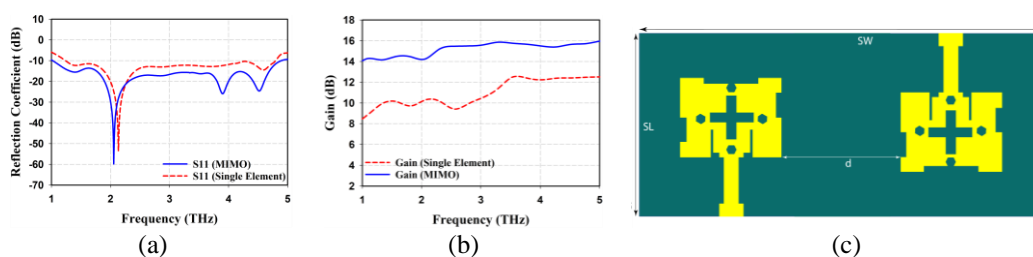 10
0
-10
-20
-30
-40
-50
-60
-70
Reflection Coefficient (dB)
S11 (MIMO)
S11 (Single Element)
1 2 3 4 5
Frequency (THz)
(a)
18
16
14
12
10
8
6
4
2
Gain (dB)
Gain (Single Element)
Gain (MIMO)
1 2 3 4 5
Frequency (THz)
(b)
SW
SL
d
(c)